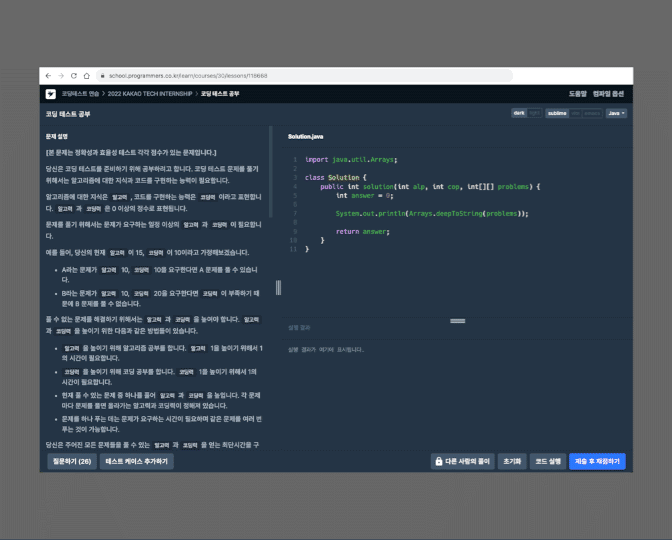 school.programmers.co.kr/learn/courses/30/lessons/118668
코딩테스트 연습 > 2022 KAKAO TECH INTERNSHIP > 코딩 테스트 공부
도움말 컴파일 옵션
코딩 테스트 공부
dark light sublime vim emacs Java
문제 설명
[본 문제는 정확성과 효율성 테스트 각각 점수가 있는 문제입니다.]
당신은 코딩 테스트를 준비하기 위해 공부하려고 합니다. 코딩 테스트 문제를 풀기
위해서는 알고리즘에 대한 지식과 코드를 구현하는 능력이 필요합니다.
알고리즘에 대한 지식은 알고력, 코드를 구현하는 능력은 코딩력 이라고 표현합니
다. 알고력 과 코딩력 은 0 이상의 정수로 표현됩니다.
문제를 풀기 위해서는 문제가 요구하는 일정 이상의 알고력 과 코딩력 이 필요합니
다.
예를 들어, 당신의 현재 알고력 이 15, 코딩력 이 10이라고 가정해보겠습니다.
• A라는 문제가 알고력 10, 코딩력 10을 요구한다면 A 문제를 풀 수 있습니
다.
• B라는 문제가 알고력 10, 코딩력 20을 요구한다면 코딩력 이 부족하기 때
문에 B 문제를 풀 수 없습니다.
풀 수 없는 문제를 해결하기 위해서는 알고력 과 코딩력 을 높여야 합니다. 알고력
과 코딩력 을 높이기 위한 다음과 같은 방법들이 있습니다.
• 알고력 을 높이기 위해 알고리즘 공부를 합니다. 알고력 1을 높이기 위해서 1
의 시간이 필요합니다.
• 코딩력 을 높이기 위해 코딩 공부를 합니다. 코딩력 1을 높이기 위해서 1의
시간이 필요합니다.
• 현재 풀 수 있는 문제 중 하나를 풀어 알고력 과 코딩력 을 높입니다. 각 문제
마다 문제를 풀면 올라가는 알고력과 코딩력이 정해져 있습니다.
• 문제를 하나 푸는 데는 문제가 요구하는 시간이 필요하며 같은 문제를 여러 번
푸는 것이 가능합니다.
당신은 주어진 모든 문제들을 풀 수 있는 알고력 과 코딩력 을 얻는 최단시간을 구
Solution.java
1 import java.util.Arrays;
2
3 class Solution {
4 public int solution(int alp, int cop, int[][] problems) {
5 int answer = 0;
6
7 System.out.println(Arrays.deepToString(problems));
8
9 return answer;
10 }
11 }
실행 결과
실행 결과가 여기에 표시됩니다.
질문하기 (26) 테스트 케이스 추가하기 다른 사람의 풀이 초기화 코드 실행 제출 후 채점하기